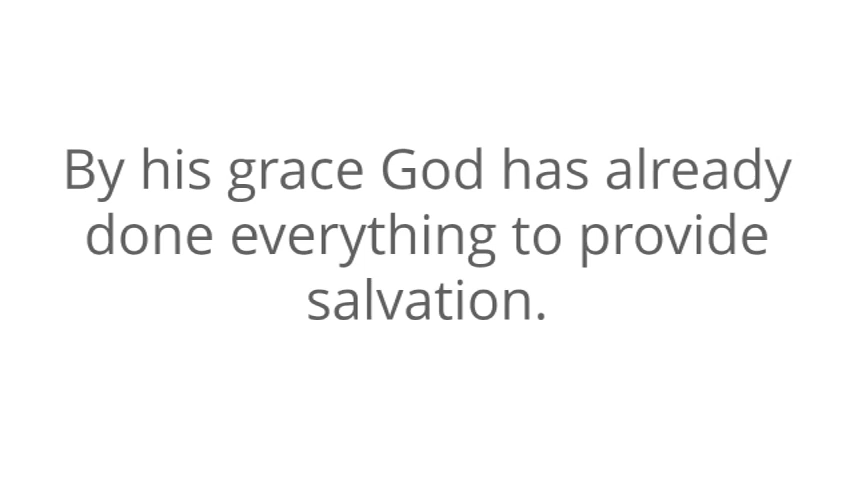 By his grace God has already
done everything to provide
salvation.